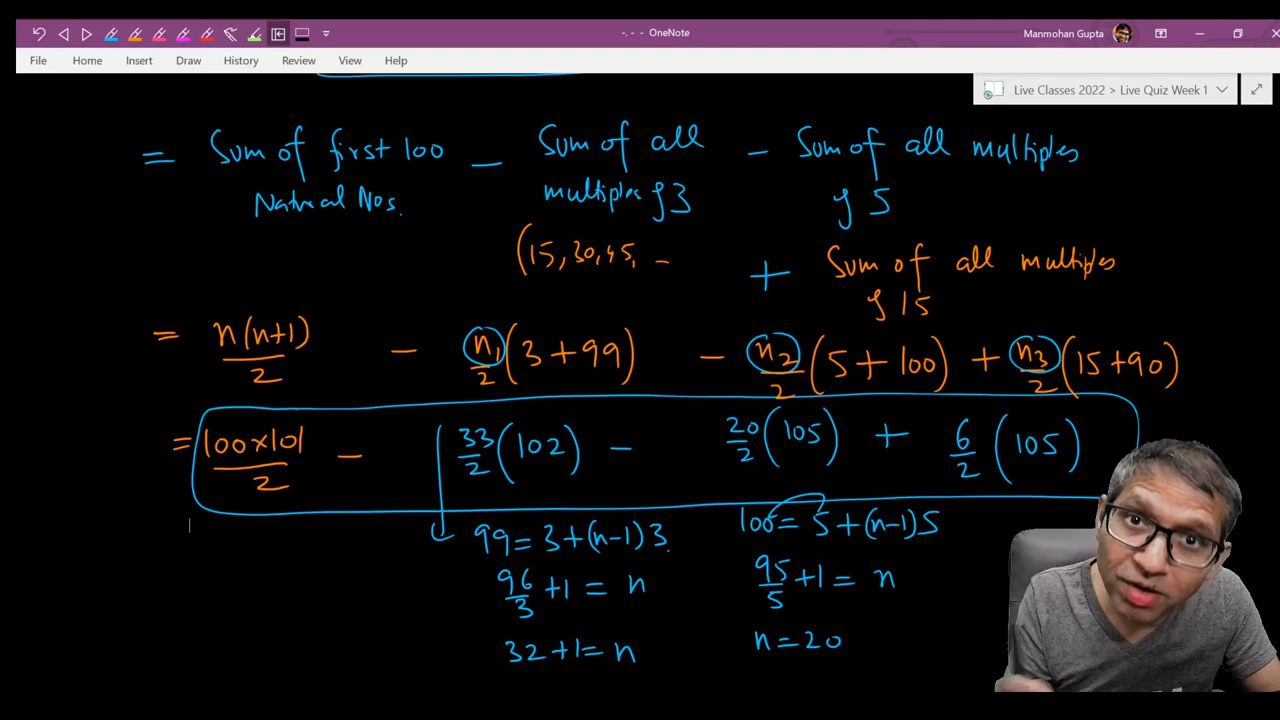 -.- - OneNote
Manmohan Gupta
File Home Insert Draw History Review View Help
Live Classes 2022 > Live Quiz Week 1
= Sum of first 100 Natural Nos. - Sum of all multiples of 3 - Sum of all multiples of 5
(15, 30, 45, -
+ Sum of all multiples of 15
= n(n+1)/2 - n1/2 (3+99) - n2/2 (5+100) + n3/2 (15+90)
= 100×101/2 - 33/2 (102) - 20/2 (105) + 6/2 (105)
99 = 3+(n-1)3. 100 = 5+(n-1)5
96/3 +1 = n 95/5 +1 = n
32+1 = n n = 20